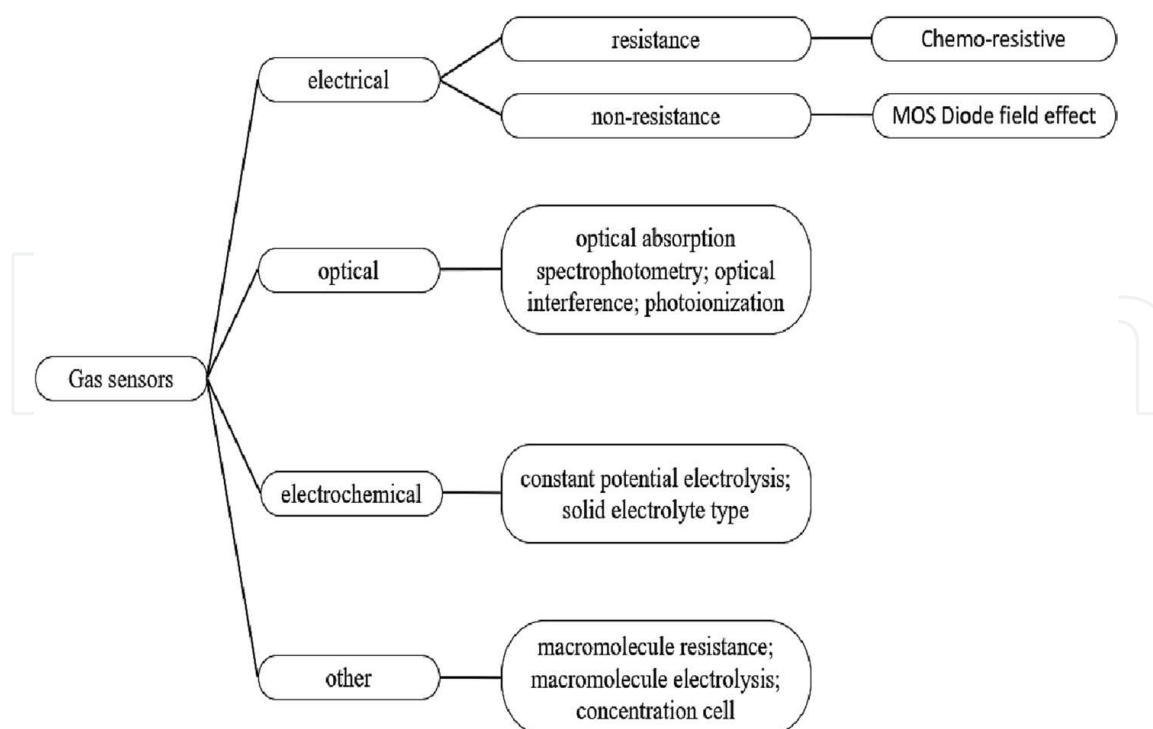 Gas sensors
electrical
resistance
Chemo-resistive
non-resistance
MOS Diode field effect
optical
optical absorption
spectrophotometry; optical
interference; photoionization
electrochemical
constant potential electrolysis;
solid electrolyte type
other
macromolecule resistance;
macromolecule electrolysis;
concentration cell